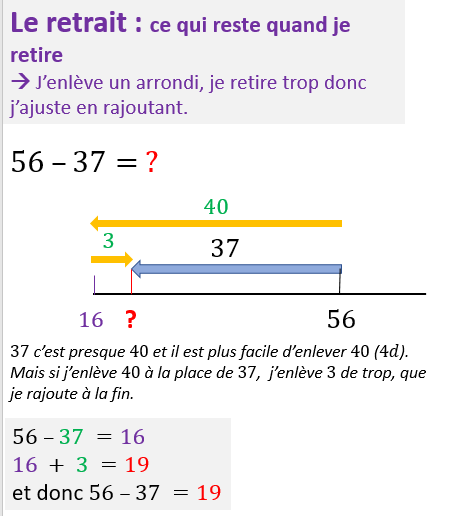 Le retrait : ce qui reste quand je
retire
→ J’enlève un arrondi, je retire trop donc
j’ajuste en rajoutant.
56 – 37 = ?
40
3
37
16 ? 56
37 c’est presque 40 et il est plus facile d’enlever 40 (4d).
Mais si j’enlève 40 à la place de 37, j’enlève 3 de trop, que
je rajoute à la fin.
56 – 37 = 16
16 + 3 = 19
et donc 56 – 37 = 19